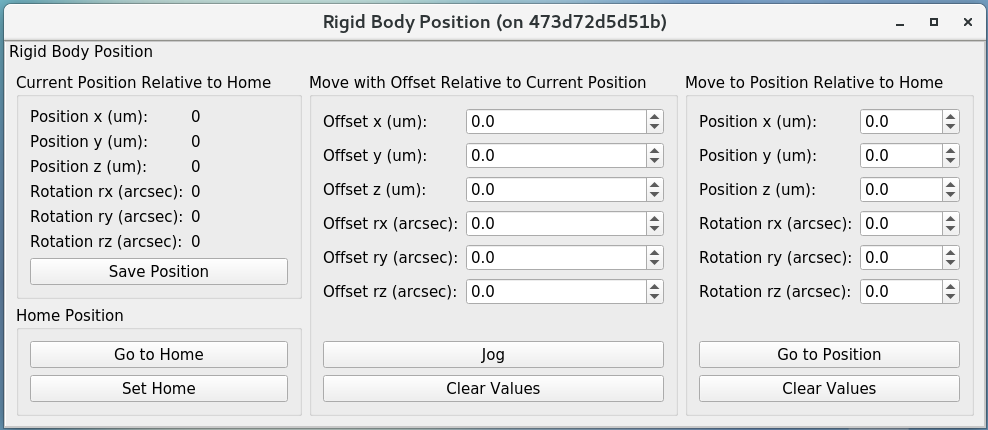 Rigid Body Position (on 473d72d5d51b)
Rigid Body Position
Current Position Relative to Home
Position x (um): 0
Position y (um): 0
Position z (um): 0
Rotation rx (arcsec): 0
Rotation ry (arcsec): 0
Rotation rz (arcsec): 0
Save Position
Home Position
Go to Home
Set Home
Move with Offset Relative to Current Position
Offset x (um): 0.0
Offset y (um): 0.0
Offset z (um): 0.0
Offset rx (arcsec): 0.0
Offset ry (arcsec): 0.0
Offset rz (arcsec): 0.0
Jog
Clear Values
Move to Position Relative to Home
Position x (um): 0.0
Position y (um): 0.0
Position z (um): 0.0
Rotation rx (arcsec): 0.0
Rotation ry (arcsec): 0.0
Rotation rz (arcsec): 0.0
Go to Position
Clear Values